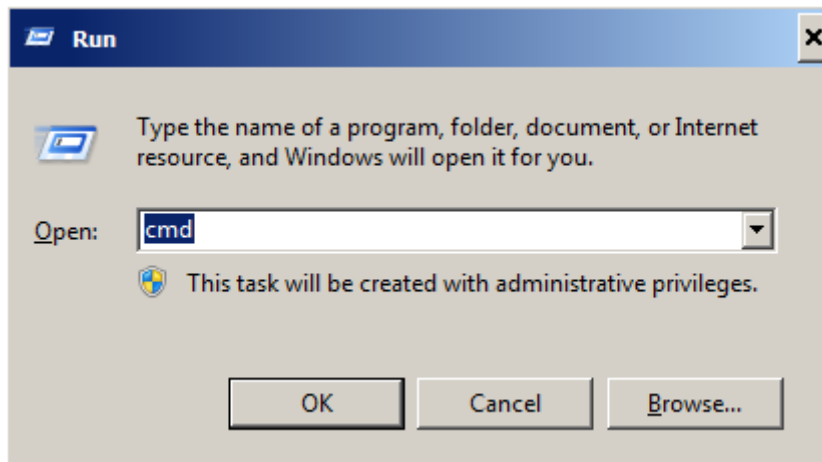 Run
Type the name of a program, folder, document, or Internet
resource, and Windows will open it for you.
Open: cmd
This task will be created with administrative privileges.
OK Cancel Browse...